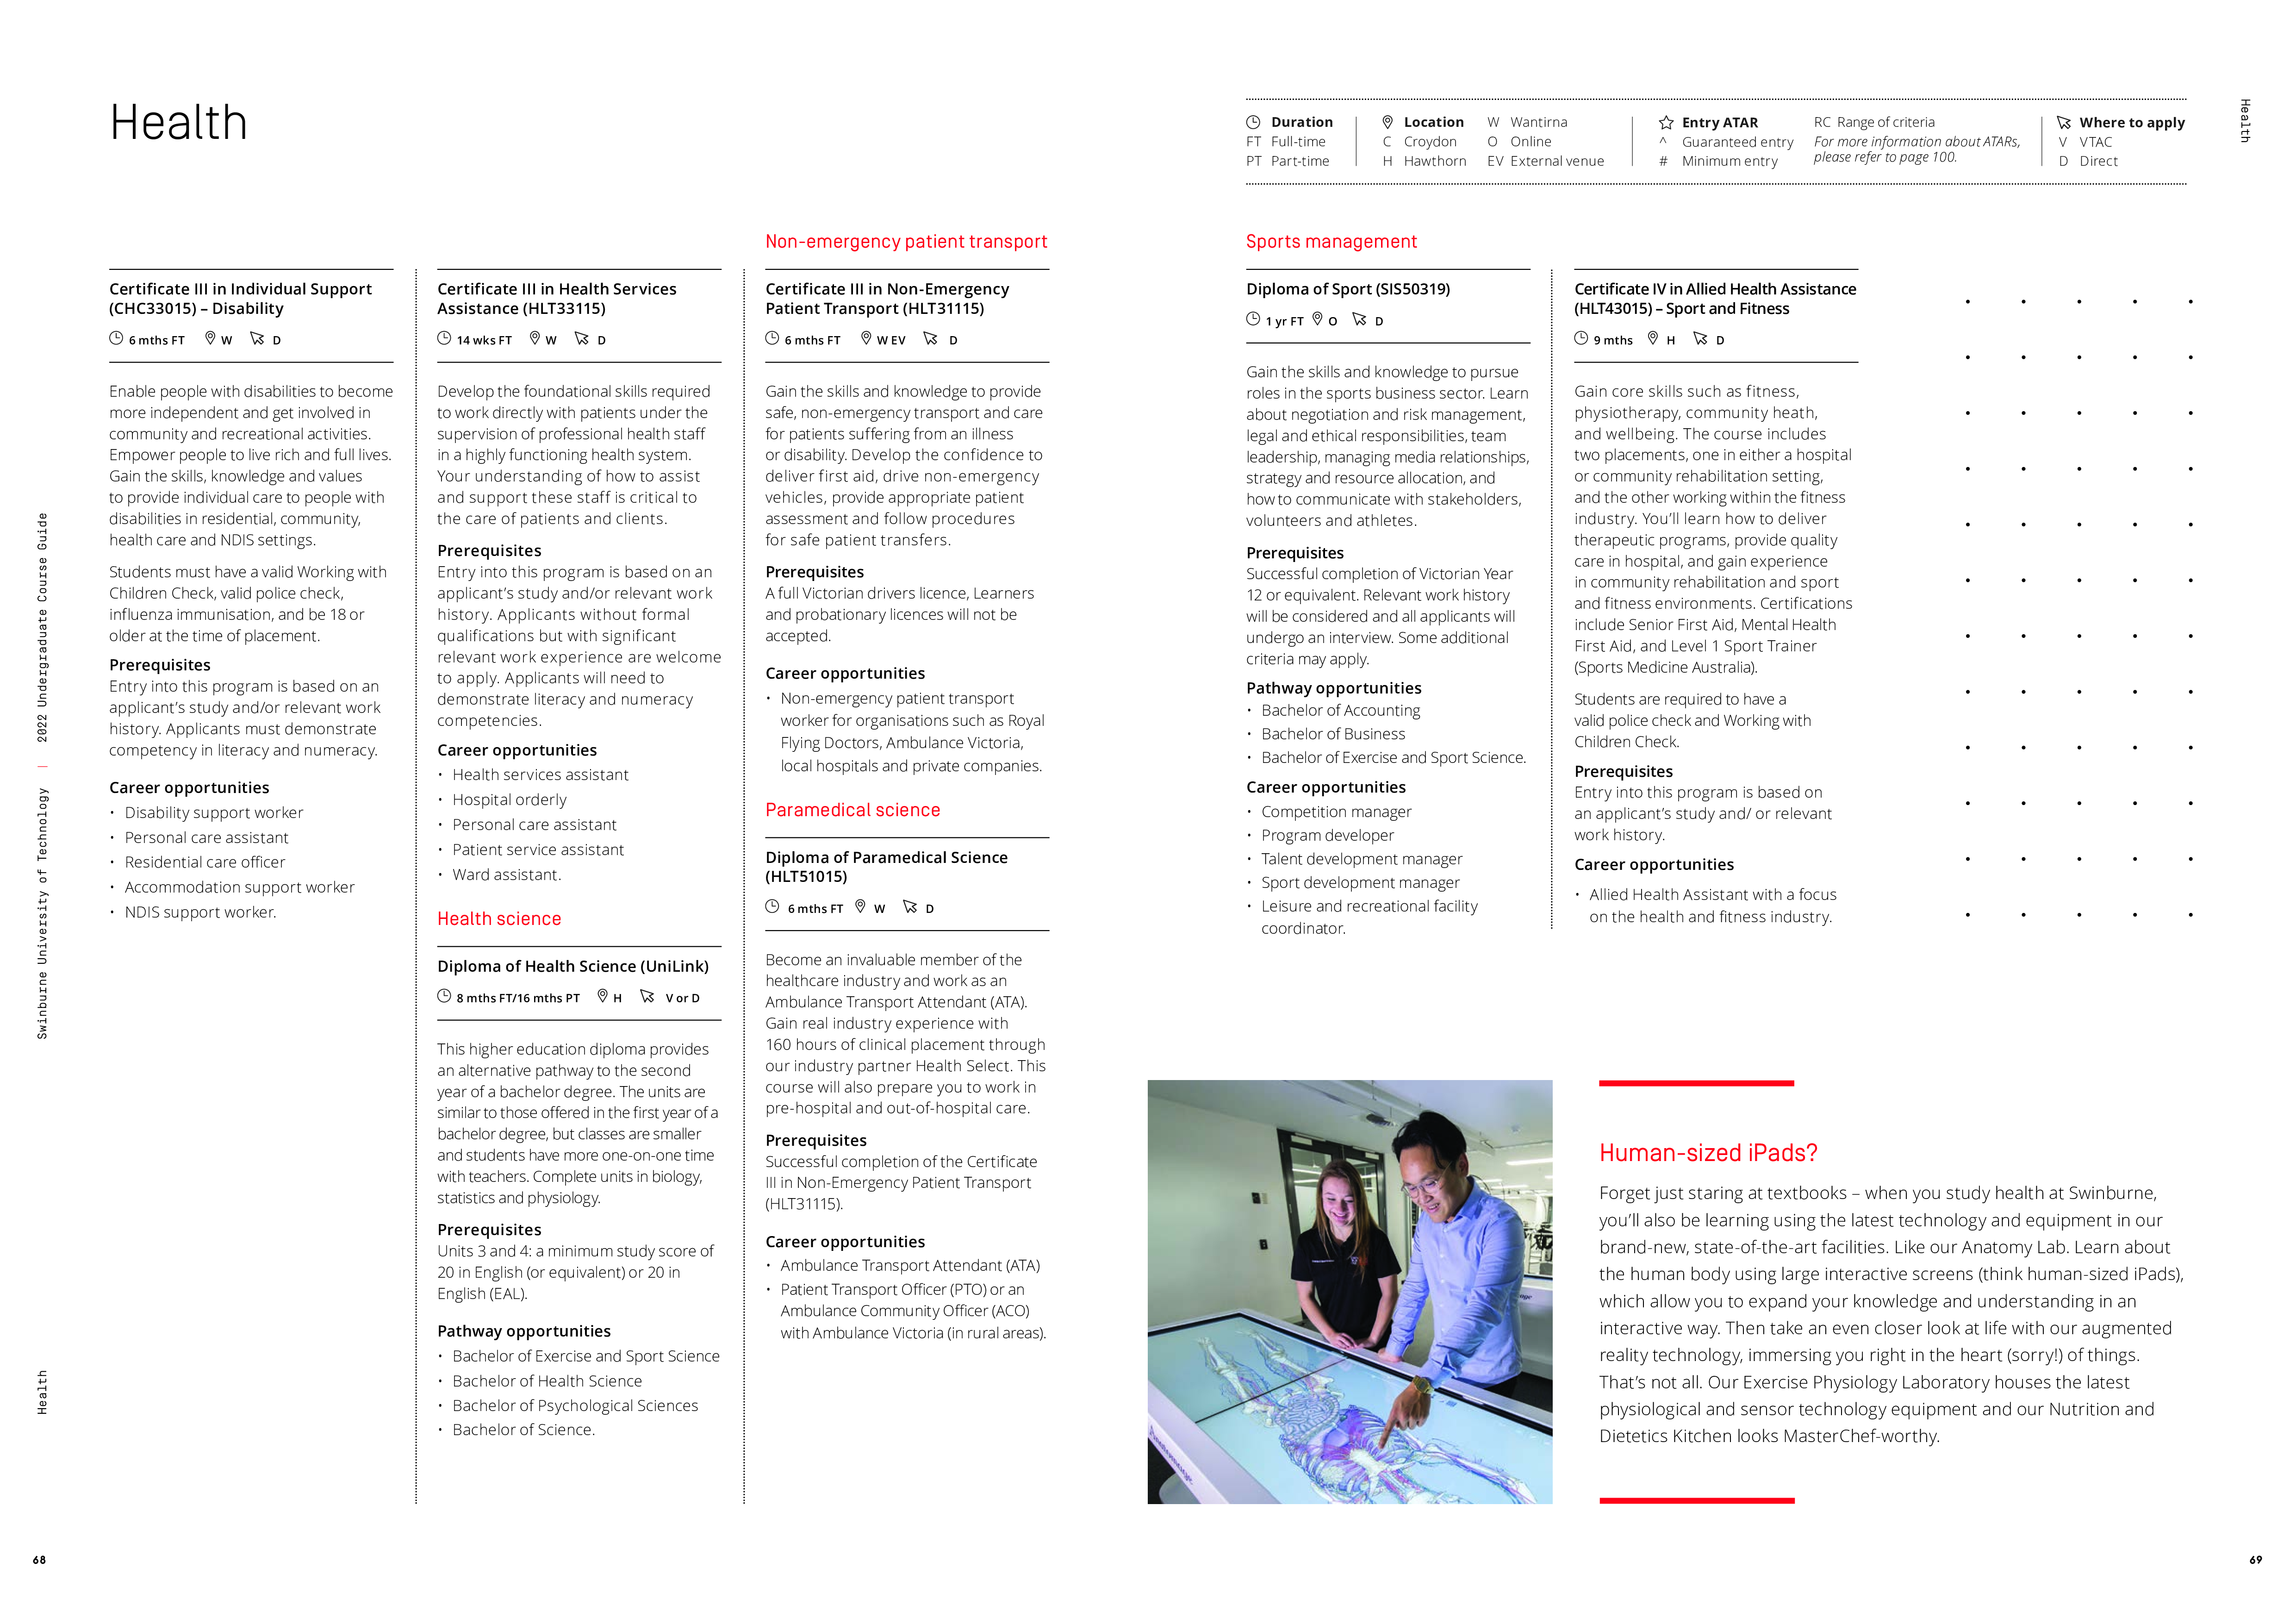 Health
Duration
FT Full-time
PT Part-time
Location
C Croydon
H Hawthorn
W Wantirna
O Online
EV External venue
Entry ATAR
^ Guaranteed entry
# Minimum entry
RC Range of criteria
For more information about ATARs,
please refer to page 100.
Where to apply
V VTAC
D Direct
Health
Certificate III in Individual Support
(CHC33015) – Disability
6 mths FT W D
Enable people with disabilities to become
more independent and get involved in
community and recreational activities.
Empower people to live rich and full lives.
Gain the skills, knowledge and values
to provide individual care to people with
disabilities in residential, community,
health care and NDIS settings.
Students must have a valid Working with
Children Check, valid police check,
influenza immunisation, and be 18 or
older at the time of placement.
Prerequisites
Entry into this program is based on an
applicant’s study and/or relevant work
history. Applicants must demonstrate
competency in literacy and numeracy.
Career opportunities
• Disability support worker
• Personal care assistant
• Residential care officer
• Accommodation support worker
• NDIS support worker.
Certificate III in Health Services
Assistance (HLT33115)
14 wks FT W D
Develop the foundational skills required
to work directly with patients under the
supervision of professional health staff
in a highly functioning health system.
Your understanding of how to assist
and support these staff is critical to
the care of patients and clients.
Prerequisites
Entry into this program is based on an
applicant’s study and/or relevant work
history. Applicants without formal
qualifications but with significant
relevant work experience are welcome
to apply. Applicants will need to
demonstrate literacy and numeracy
competencies.
Career opportunities
• Health services assistant
• Hospital orderly
• Personal care assistant
• Patient service assistant
• Ward assistant.
Health science
Diploma of Health Science (UniLink)
8 mths FT/16 mths PT H V or D
This higher education diploma provides
an alternative pathway to the second
year of a bachelor degree. The units are
similar to those offered in the first year of a
bachelor degree, but classes are smaller
and students have more one-on-one time
with teachers. Complete units in biology,
statistics and physiology.
Prerequisites
Units 3 and 4: a minimum study score of
20 in English (or equivalent) or 20 in
English (EAL).
Pathway opportunities
• Bachelor of Exercise and Sport Science
• Bachelor of Health Science
• Bachelor of Psychological Sciences
• Bachelor of Science.
Non-emergency patient transport
Certificate III in Non-Emergency
Patient Transport (HLT31115)
6 mths FT W EV D
Gain the skills and knowledge to provide
safe, non-emergency transport and care
for patients suffering from an illness
or disability. Develop the confidence to
deliver first aid, drive non-emergency
vehicles, provide appropriate patient
assessment and follow procedures
for safe patient transfers.
Prerequisites
A full Victorian drivers licence, Learners
and probationary licences will not be
accepted.
Career opportunities
• Non-emergency patient transport
worker for organisations such as Royal
Flying Doctors, Ambulance Victoria,
local hospitals and private companies.
Paramedical science
Diploma of Paramedical Science
(HLT51015)
6 mths FT W D
Become an invaluable member of the
healthcare industry and work as an
Ambulance Transport Attendant (ATA).
Gain real industry experience with
160 hours of clinical placement through
our industry partner Health Select. This
course will also prepare you to work in
pre-hospital and out-of-hospital care.
Prerequisites
Successful completion of the Certificate
III in Non-Emergency Patient Transport
(HLT31115).
Career opportunities
• Ambulance Transport Attendant (ATA)
• Patient Transport Officer (PTO) or an
Ambulance Community Officer (ACO)
with Ambulance Victoria (in rural areas).
Sports management
Diploma of Sport (SIS50319)
1 yr FT O D
Gain the skills and knowledge to pursue
roles in the sports business sector. Learn
about negotiation and risk management,
legal and ethical responsibilities, team
leadership, managing media relationships,
strategy and resource allocation, and
how to communicate with stakeholders,
volunteers and athletes.
Prerequisites
Successful completion of Victorian Year
12 or equivalent. Relevant work history
will be considered and all applicants will
undergo an interview. Some additional
criteria may apply.
Pathway opportunities
• Bachelor of Accounting
• Bachelor of Business
• Bachelor of Exercise and Sport Science.
Career opportunities
• Competition manager
• Program developer
• Talent development manager
• Sport development manager
• Leisure and recreational facility
coordinator.
Certificate IV in Allied Health Assistance
(HLT43015) – Sport and Fitness
9 mths H D
Gain core skills such as fitness,
physiotherapy, community heath,
and wellbeing. The course includes
two placements, one in either a hospital
or community rehabilitation setting,
and the other working within the fitness
industry. You’ll learn how to deliver
therapeutic programs, provide quality
care in hospital, and gain experience
in community rehabilitation and sport
and fitness environments. Certifications
include Senior First Aid, Mental Health
First Aid, and Level 1 Sport Trainer
(Sports Medicine Australia).
Students are required to have a
valid police check and Working with
Children Check.
Prerequisites
Entry into this program is based on
an applicant’s study and/ or relevant
work history.
Career opportunities
• Allied Health Assistant with a focus
on the health and fitness industry.
Human-sized iPads?
Forget just staring at textbooks – when you study health at Swinburne,
you’ll also be learning using the latest technology and equipment in our
brand-new, state-of-the-art facilities. Like our Anatomy Lab. Learn about
the human body using large interactive screens (think human-sized iPads),
which allow you to expand your knowledge and understanding in an
interactive way. Then take an even closer look at life with our augmented
reality technology, immersing you right in the heart (sorry!) of things.
That’s not all. Our Exercise Physiology Laboratory houses the latest
physiological and sensor technology equipment and our Nutrition and
Dietetics Kitchen looks MasterChef-worthy.
Swinburne University of Technology | 2022 Undergraduate Course Guide
Health
68
69